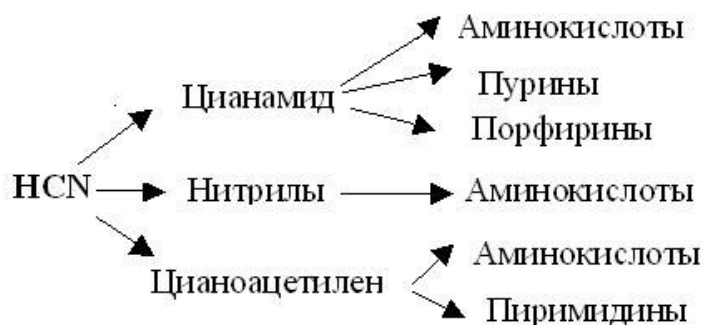 Аминокислоты
Цианамид
Пурины
Порфирины
HCN
Нитрилы
Аминокислоты
Цианоацетилен
Аминокислоты
Пиримидины